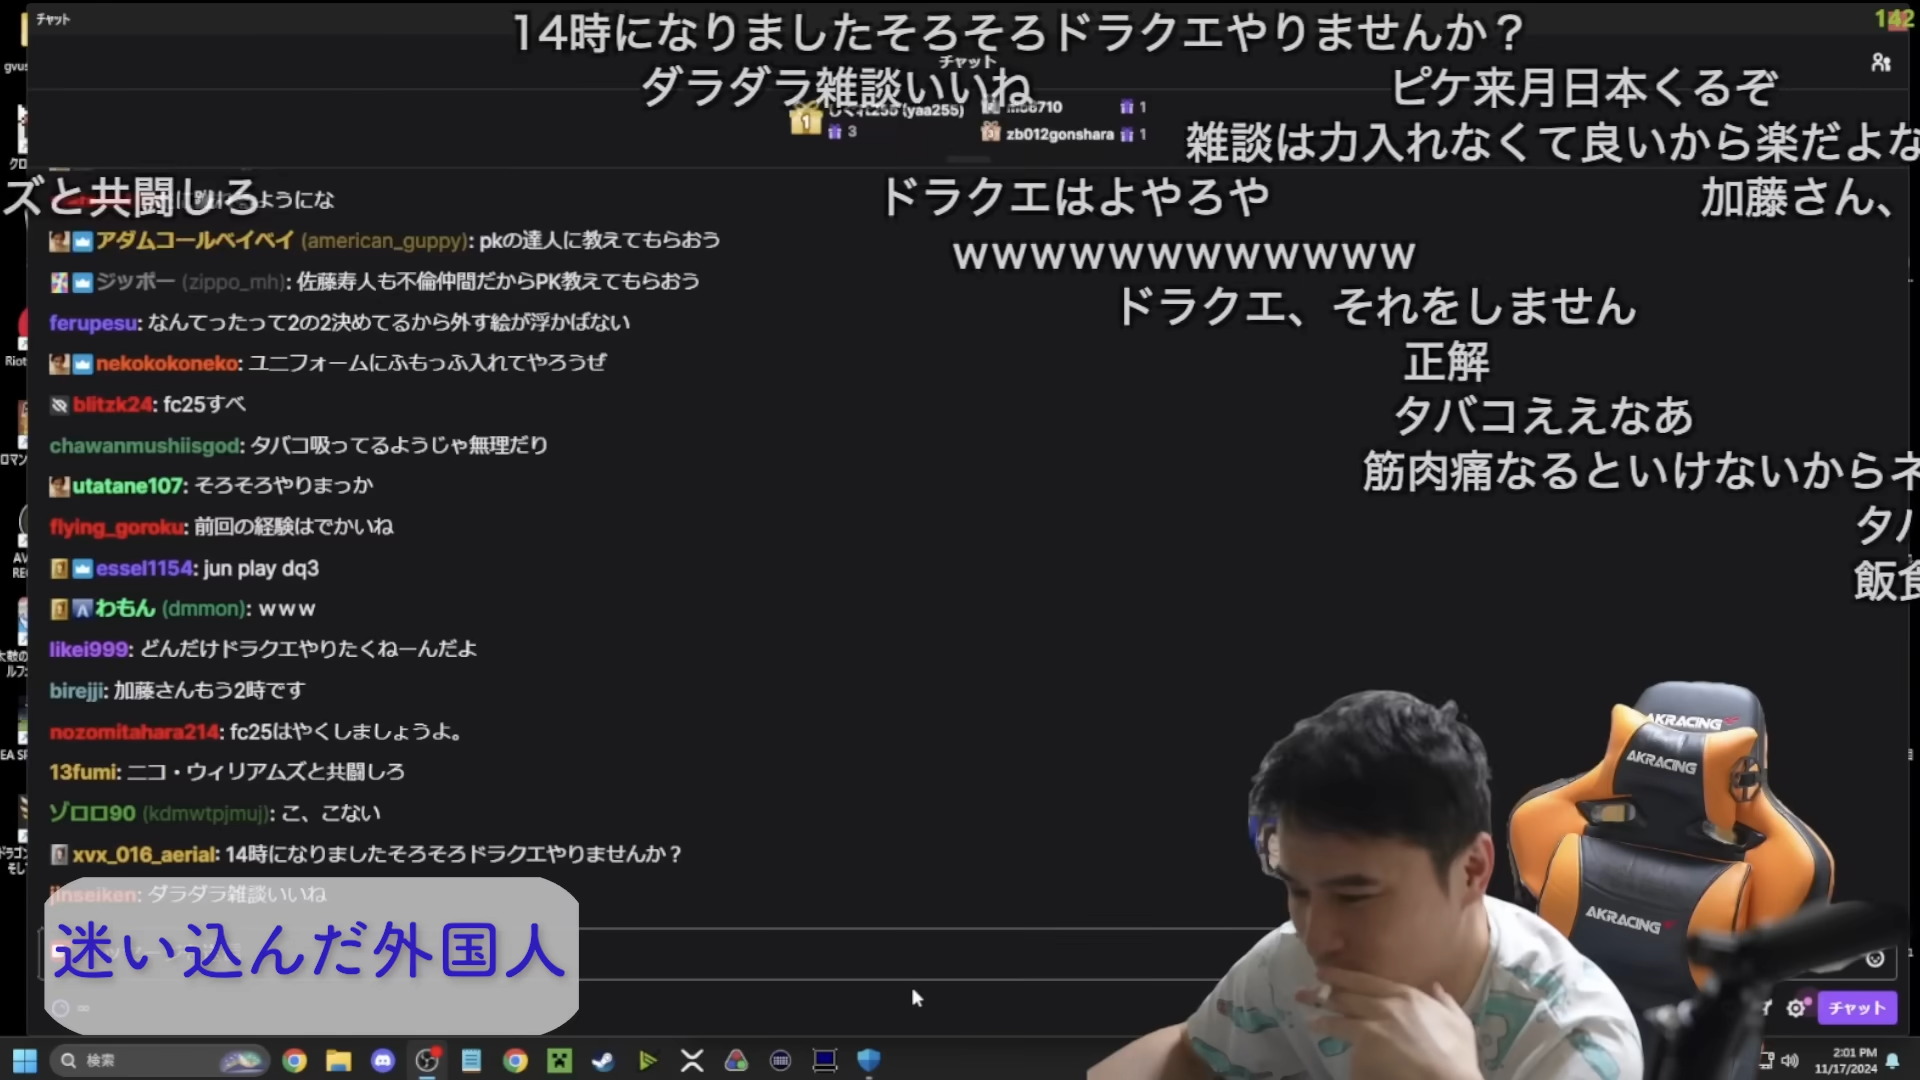 チャット
14時になりましたそろそろドラクエやりませんか？
142
チャット
ダラダラ雑談いいね
ピケ来月日本くるぞ
(yaa255)
3
1
zb012gonshara 1
雑談は力入れなくて良いから楽だよな
ズと共闘しろ
ようにな
ドラクエはよやろや
加藤さん、
アダムコールベイベイ (american_guppy): pkの達人に教えてもらおう
wwwwwwwwwwww
ジッポー (zippo_mh): 佐藤寿人も不倫仲間だからPK教えてもらおう
ドラクエ、それをしません
ferupesu: なんてったって2の2決めてるから外す絵が浮かばない
正解
nekokokoneko: ユニフォームにふもっふ入れてやろうぜ
blitzk24: fc25すべ
タバコええなあ
chawanmushiisgod: タバコ吸ってるようじゃ無理だり
筋肉痛なるといけないからネ
utatane107: そろそろやりまっか
flying_goroku: 前回の経験はでかいね
タバ
essel1154: jun play dq3
飯食
わもん (dmmon): ｗｗｗ
likei999: どんだけドラクエやりたくねーんだよ
birejji: 加藤さんもう2時です
nozomitahara214: fc25はやくしましょうよ。
13fumi: ニコ・ウィリアムズと共闘しろ
ゾロロ90 (kdmwtpjmuj): こ、こない
xvx_016_aerial: 14時になりましたそろそろドラクエやりませんか？
jinseiken: ダラダラ雑談いいね
迷い込んだ外国人
AKRACING
AKRACING
AKRACING
チャット
検索
2:01 PM
11/17/2024